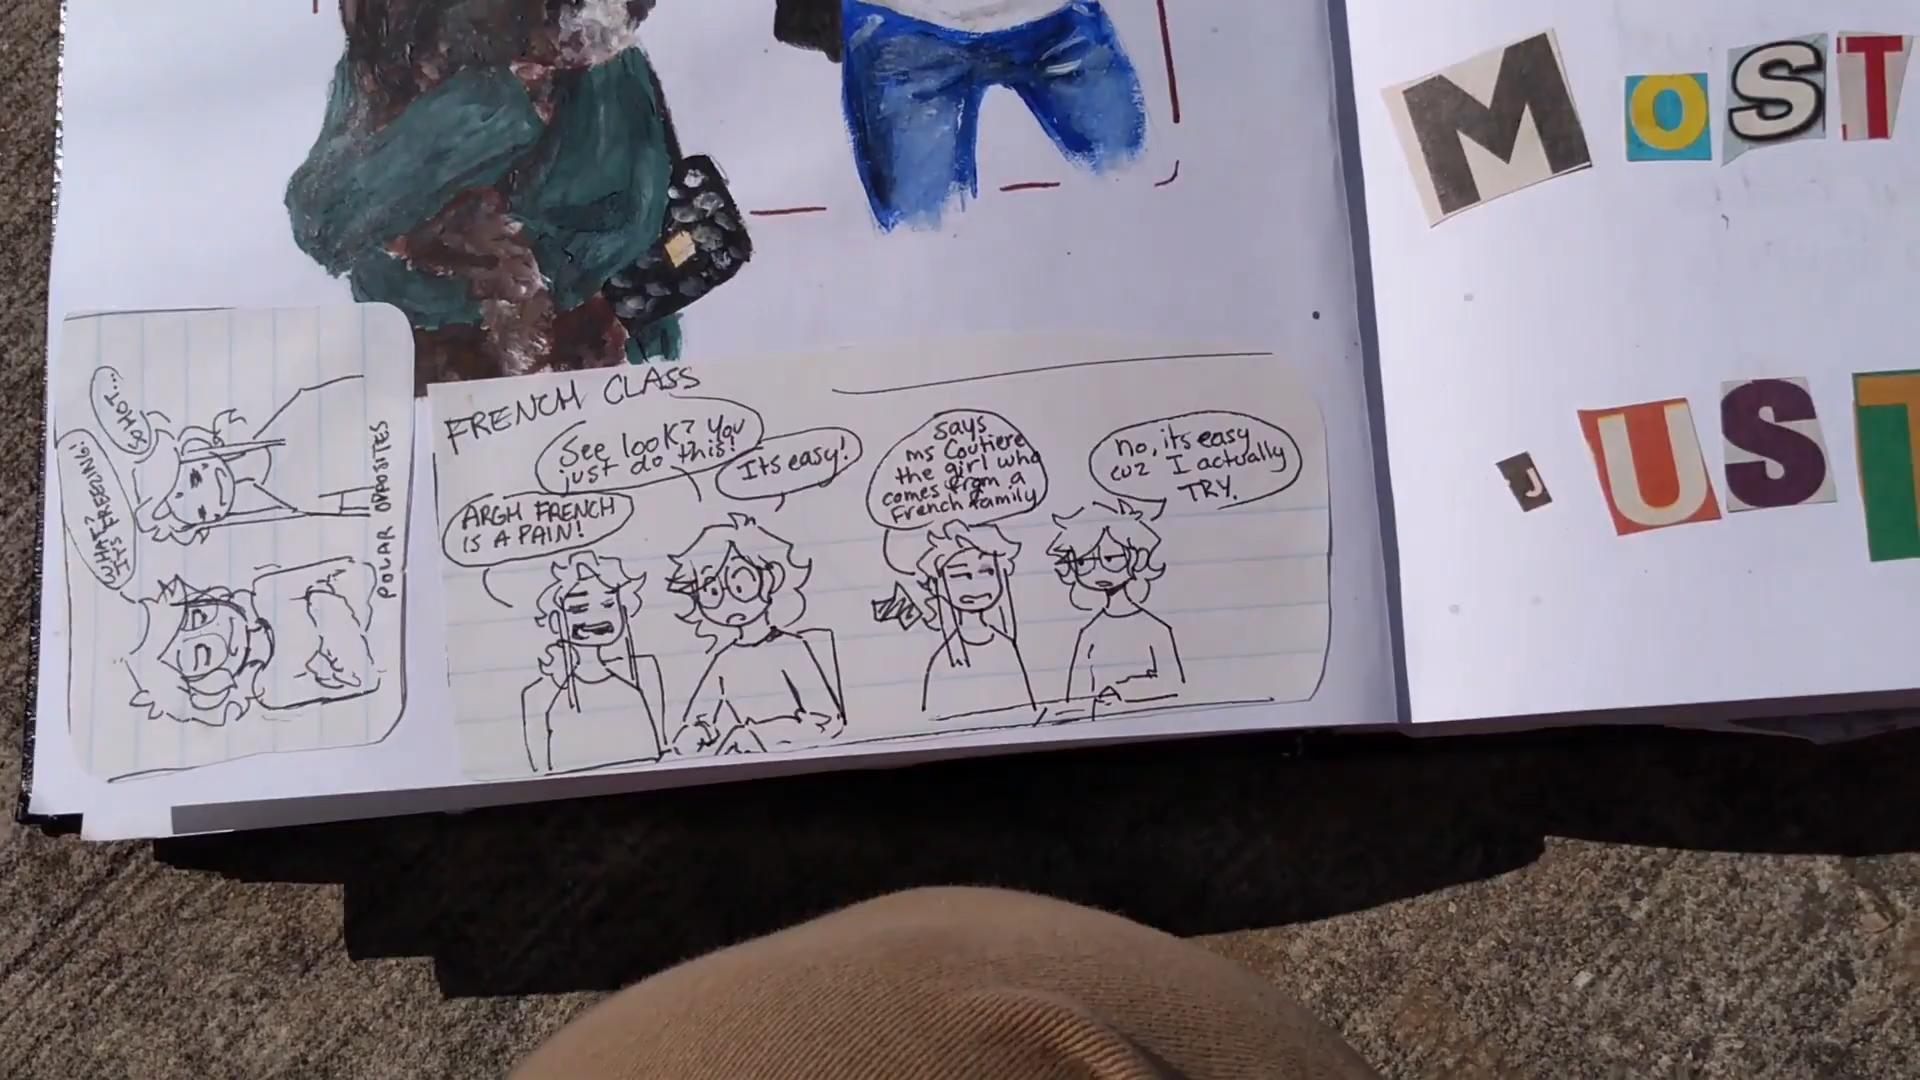 SO HOT...
WHAT?
IT'S FREEZING!
POLAR OPPOSITES
FRENCH CLASS
ARGH FRENCH
IS A PAIN!
See look? You
just do this!
Its easy!
says
ms Coutiere
the girl who
comes from a
French family
no, its easy
cuz I actually
TRY.
MOST
JUST